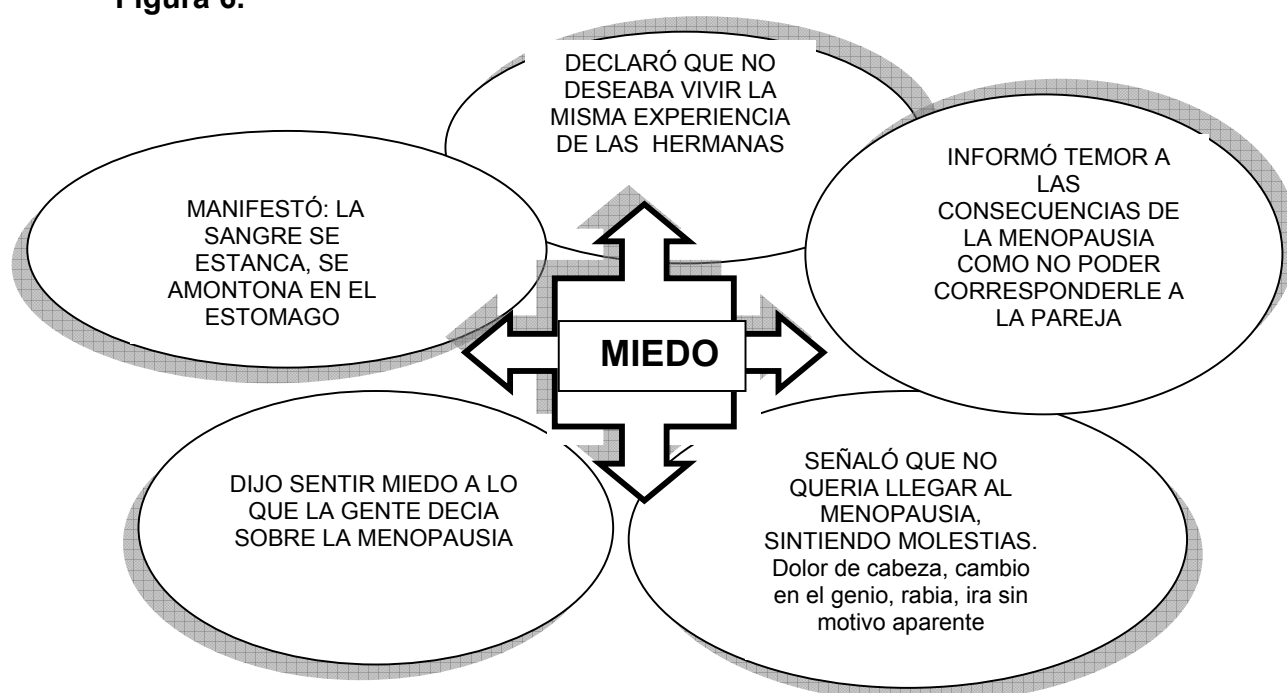 Figura 6.
DECLARÓ QUE NO
DESEABA VIVIR LA
MISMA EXPERIENCIA
DE LAS HERMANAS
MANIFESTÓ: LA
SANGRE SE
ESTANCA, SE
AMONTONA EN EL
ESTOMAGO
INFORMÓ TEMOR A
LAS
CONSECUENCIAS DE
LA MENOPAUSIA
COMO NO PODER
CORRESPONDERLE A
LA PAREJA
MIEDO
DIJO SENTIR MIEDO A LO
QUE LA GENTE DECIA
SOBRE LA MENOPAUSIA
SEÑALÓ QUE NO
QUERIA LLEGAR AL
MENOPAUSIA,
SINTIENDO MOLESTIAS.
Dolor de cabeza, cambio
en el genio, rabia, ira sin
motivo aparente